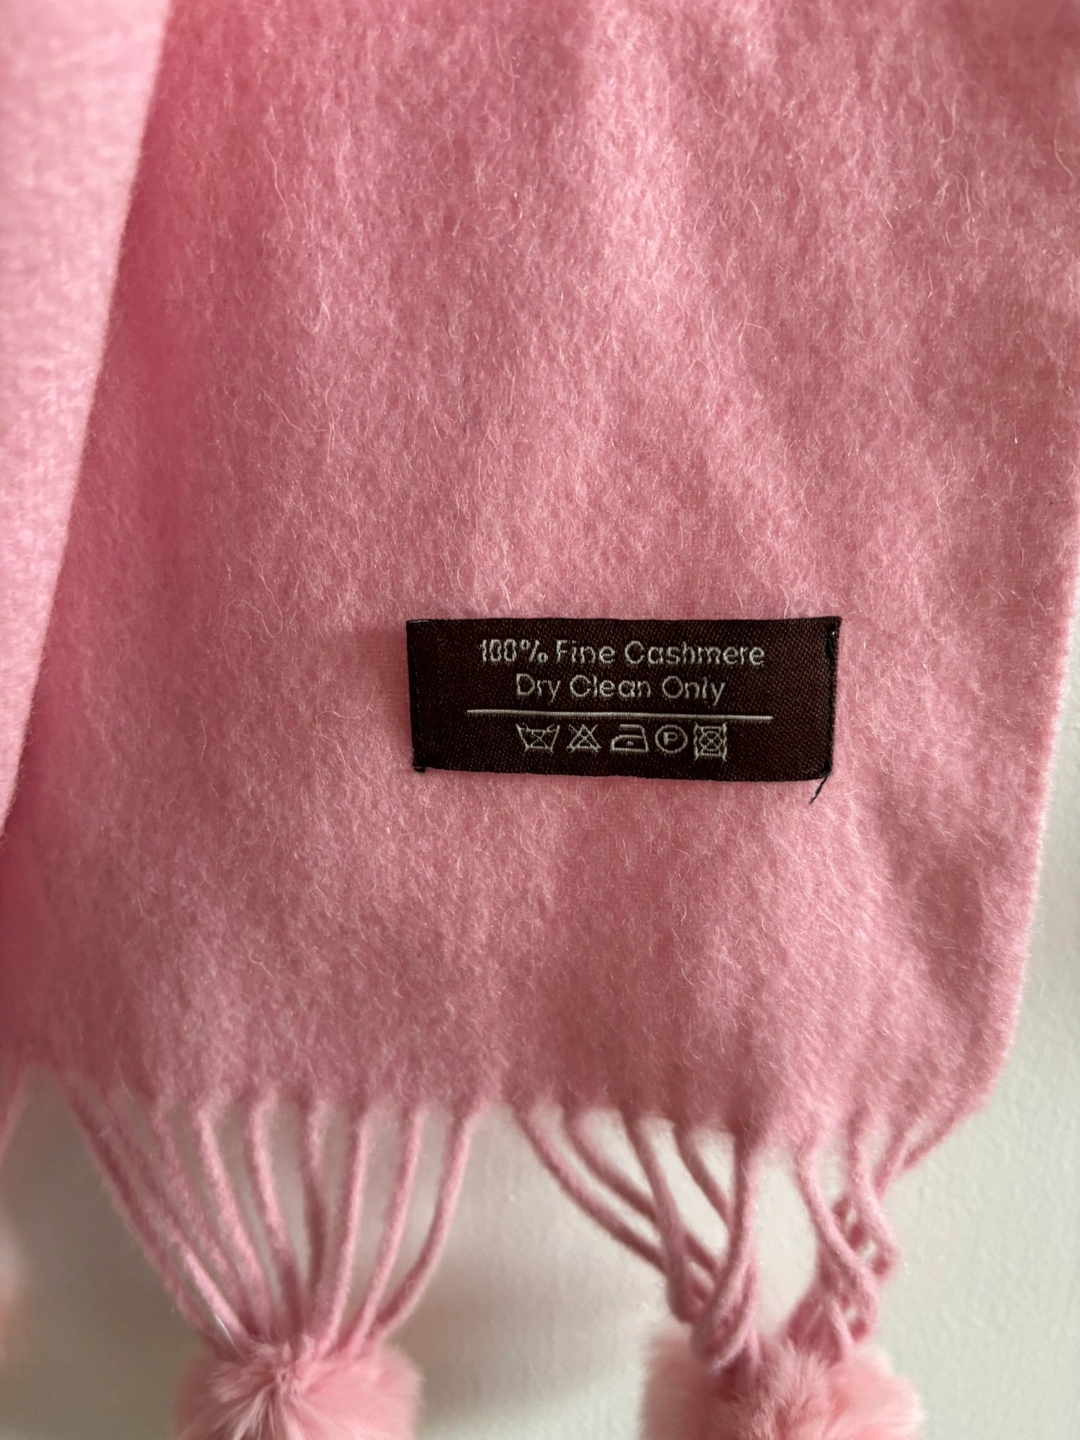 100% Fine Cashmere
Dry Clean Only
P